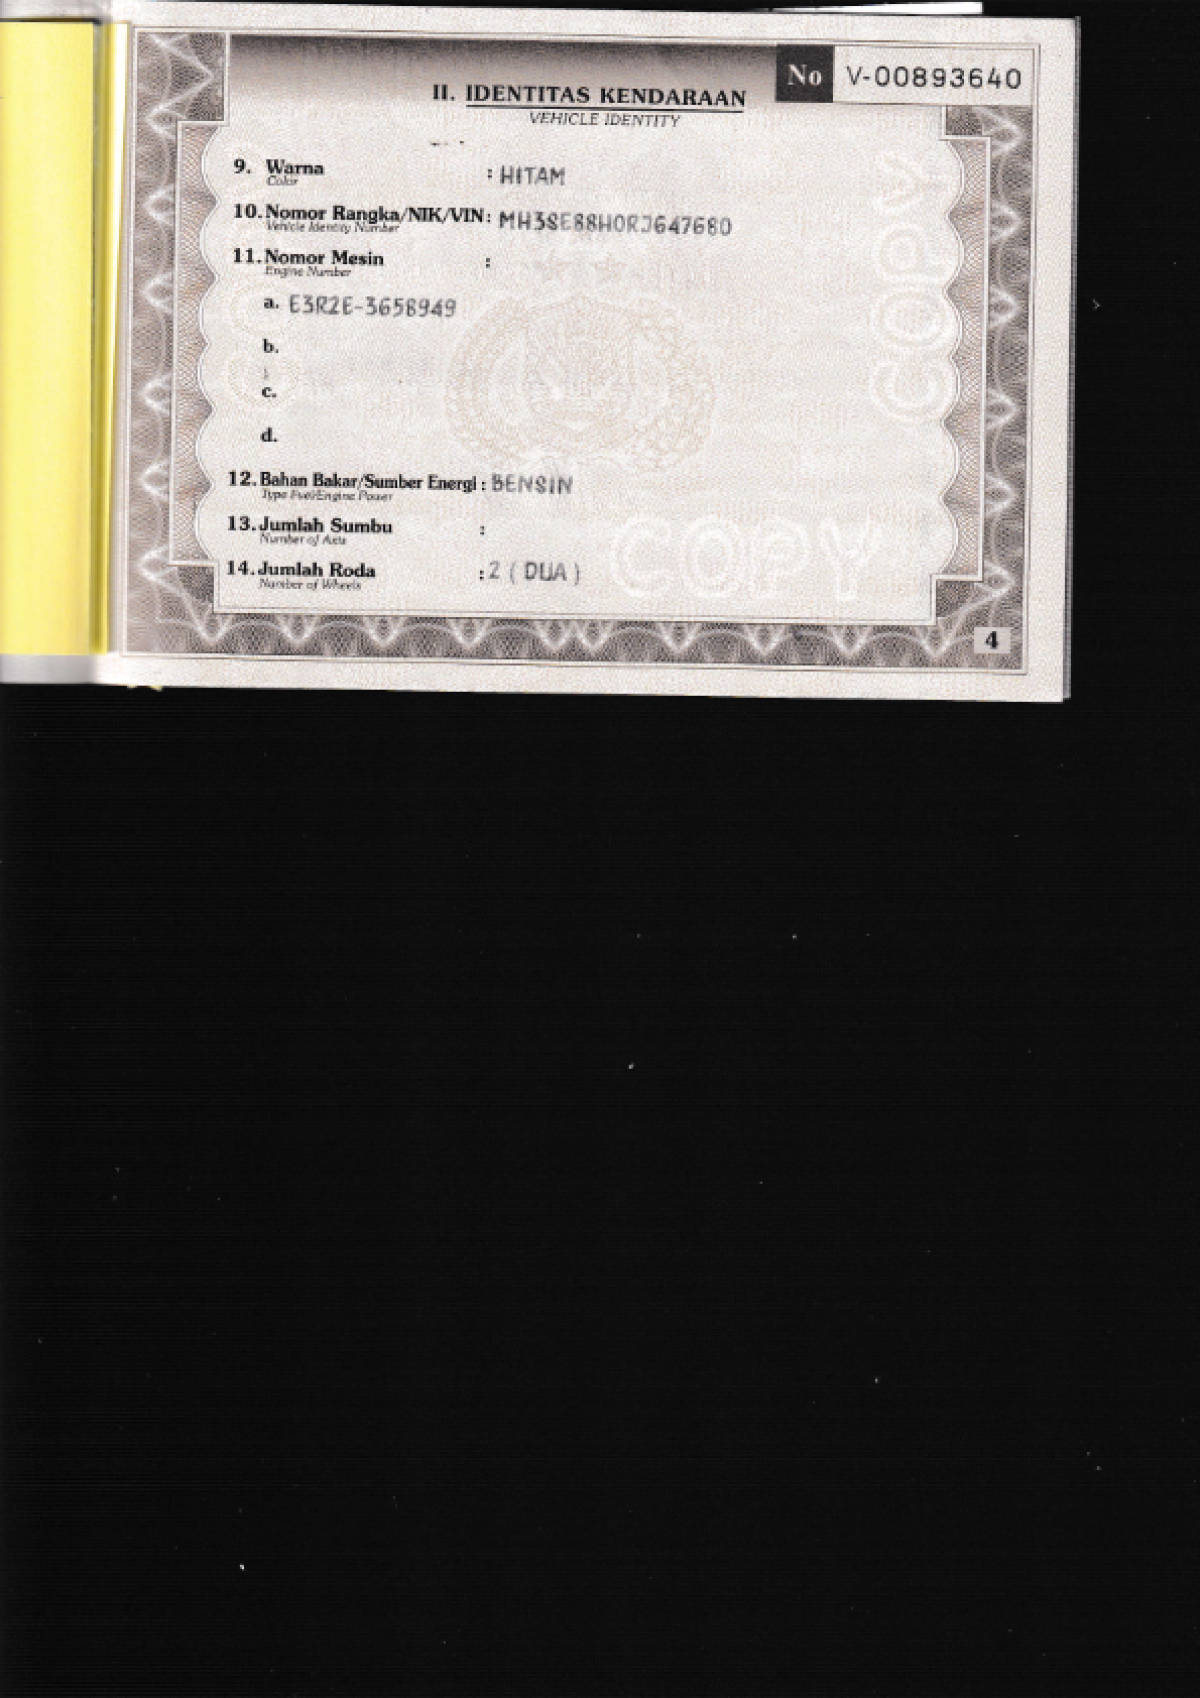 No V-00893640
II. IDENTITAS KENDARAAN
VEHICLE IDENTITY
9. Warna : HITAM
Color
10. Nomor Rangka/NIK/VIN : MH3SE88H0RJ647680
Vehicle Identity Number
11. Nomor Mesin :
Engine Number
a. E3R2E-3658949
b.
c.
d.
12. Bahan Bakar/Sumber Energi : BENSIN
Type Fuel/Engine Power
13. Jumlah Sumbu :
Number of Axis
14. Jumlah Roda : 2 ( DUA )
Number of Wheels
COPY
COPY
4